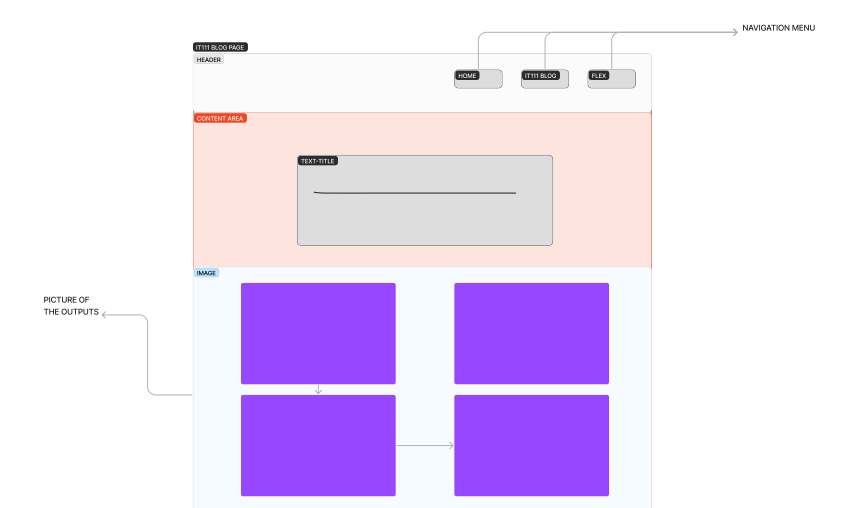 NAVIGATION MENU
IT111 BLOG PAGE
HEADER
HOME
IT111 BLOG
FLEX
CONTENT AREA
TEXT-TITLE
IMAGE
PICTURE OF
THE OUTPUTS